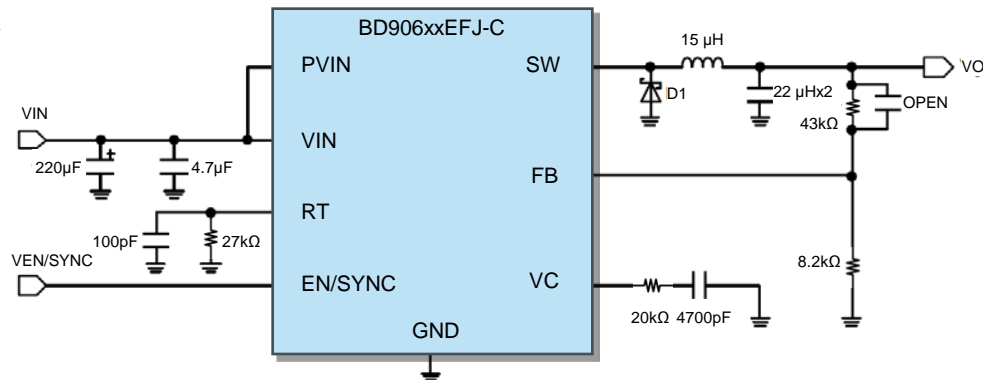 BD906xxEFJ-C
PVIN
SW
15 µH
VO
D1
22 µHx2
OPEN
43kΩ
VIN
VIN
220µF
+
4.7µF
FB
RT
100pF
27kΩ
VEN/SYNC
EN/SYNC
VC
8.2kΩ
20kΩ
4700pF
GND